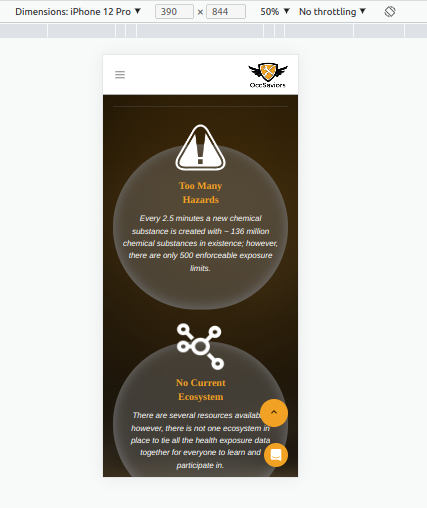 Dimensions: iPhone 12 Pro ▼ 390 × 844 50% ▼ No throttling ▼
OccSaviors
Too Many
Hazards
Every 2.5 minutes a new chemical
substance is created with ~ 136 million
chemical substances in existence; however,
there are only 500 enforceable exposure
limits.
No Current
Ecosystem
There are several resources availab
however, there is not one ecosystem in
place to tie all the health exposure data
together for everyone to learn and
participate in.